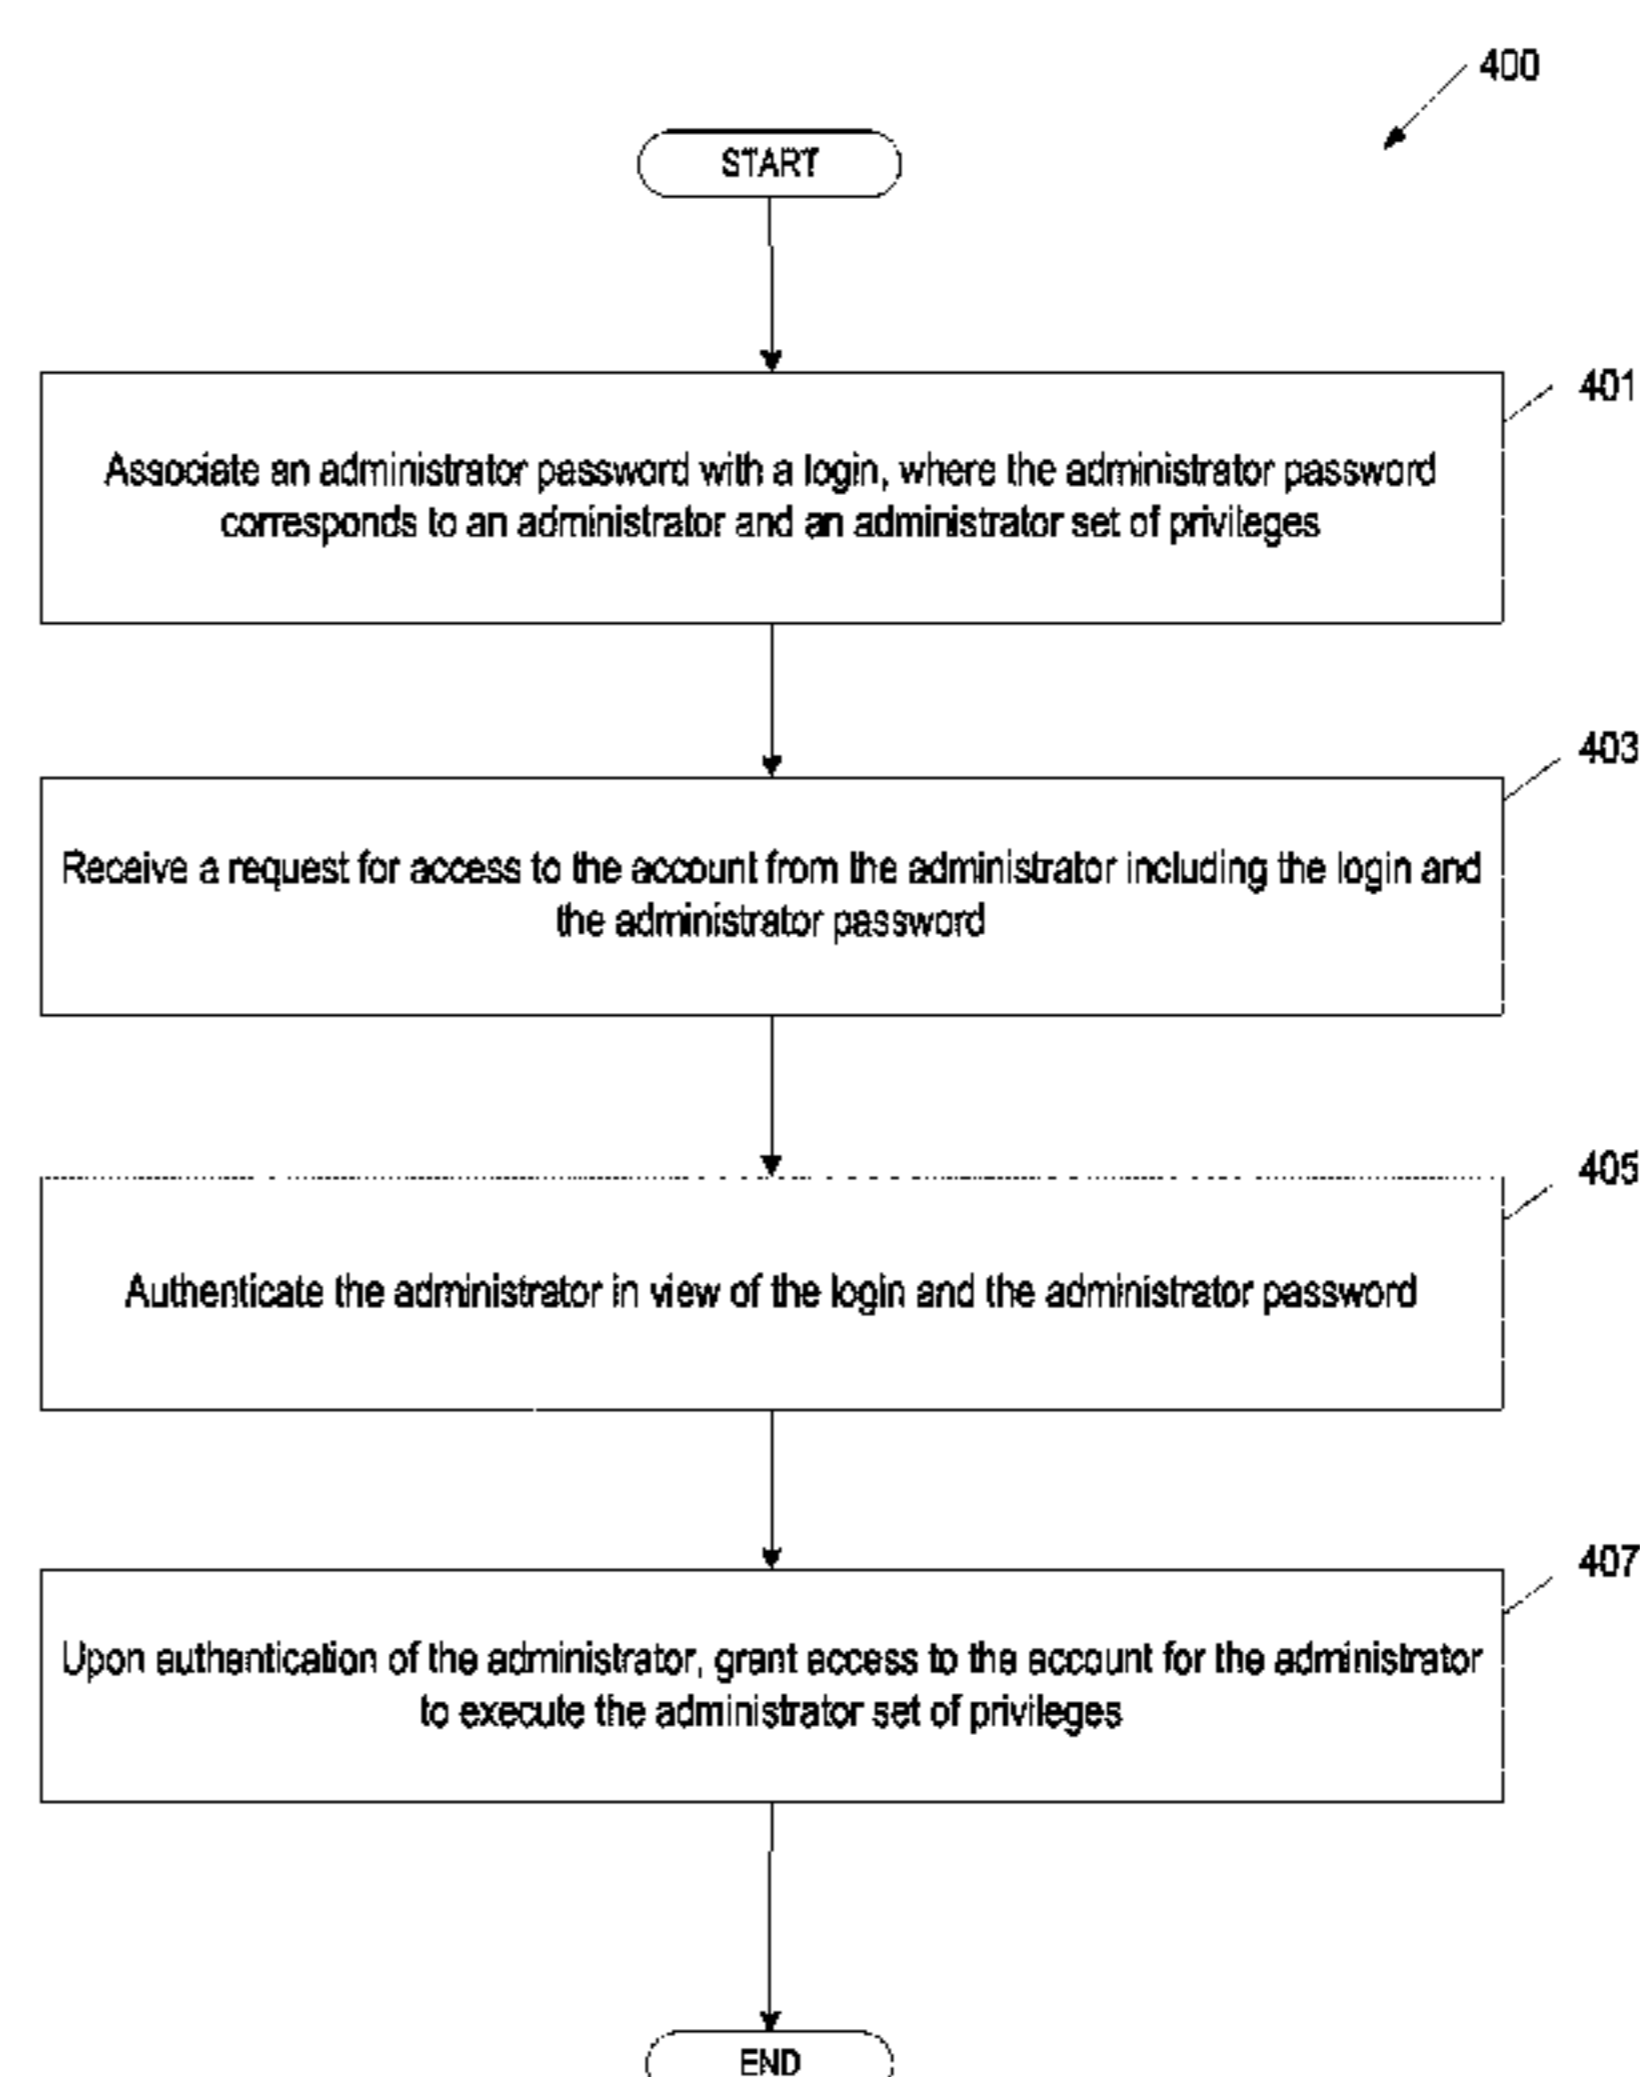 400
START
401
Associate an administrator password with a login, where the administrator password
corresponds to an administrator and an administrator set of privileges
403
Receive a request for access to the account from the administrator including the login and
the administrator password
405
Authenticate the administrator in view of the login and the administrator password
407
Upon authentication of the administrator, grant access to the account for the administrator
to execute the administrator set of privileges
END